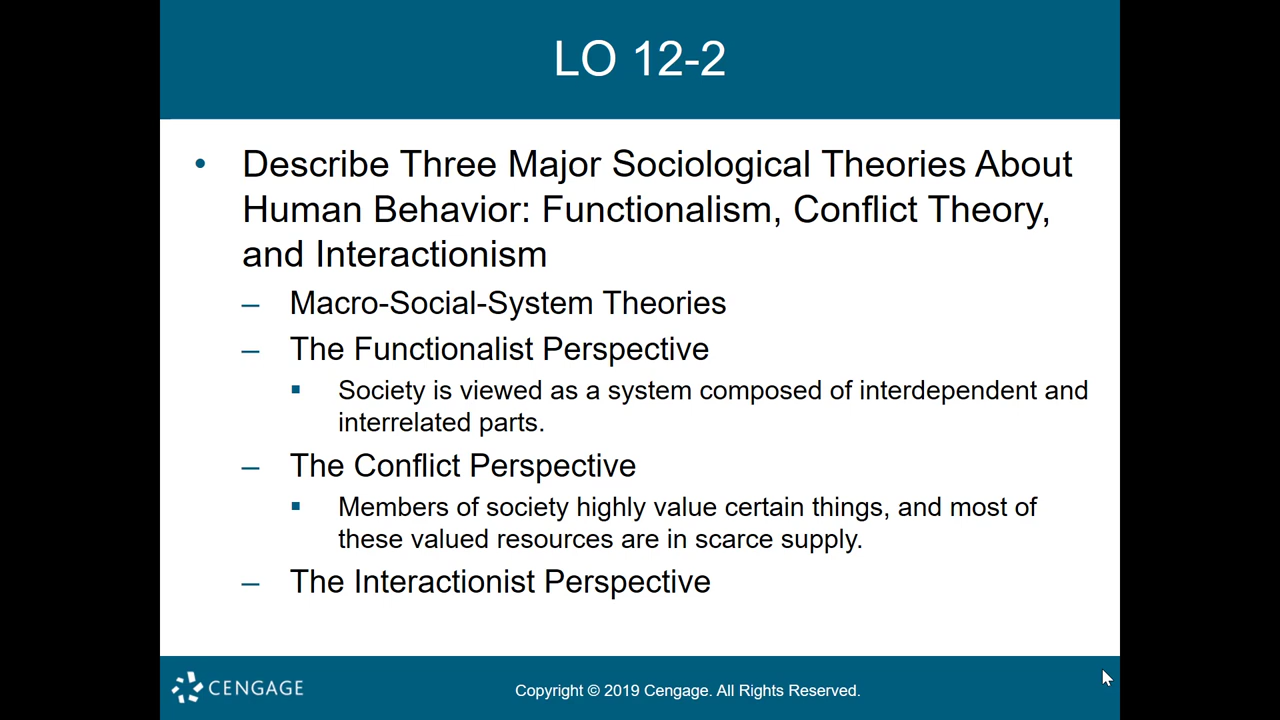 LO 12-2
• Describe Three Major Sociological Theories About
Human Behavior: Functionalism, Conflict Theory,
and Interactionism
– Macro-Social-System Theories
– The Functionalist Perspective
▪ Society is viewed as a system composed of interdependent and
interrelated parts.
– The Conflict Perspective
▪ Members of society highly value certain things, and most of
these valued resources are in scarce supply.
– The Interactionist Perspective
CENGAGE
Copyright © 2019 Cengage. All Rights Reserved.